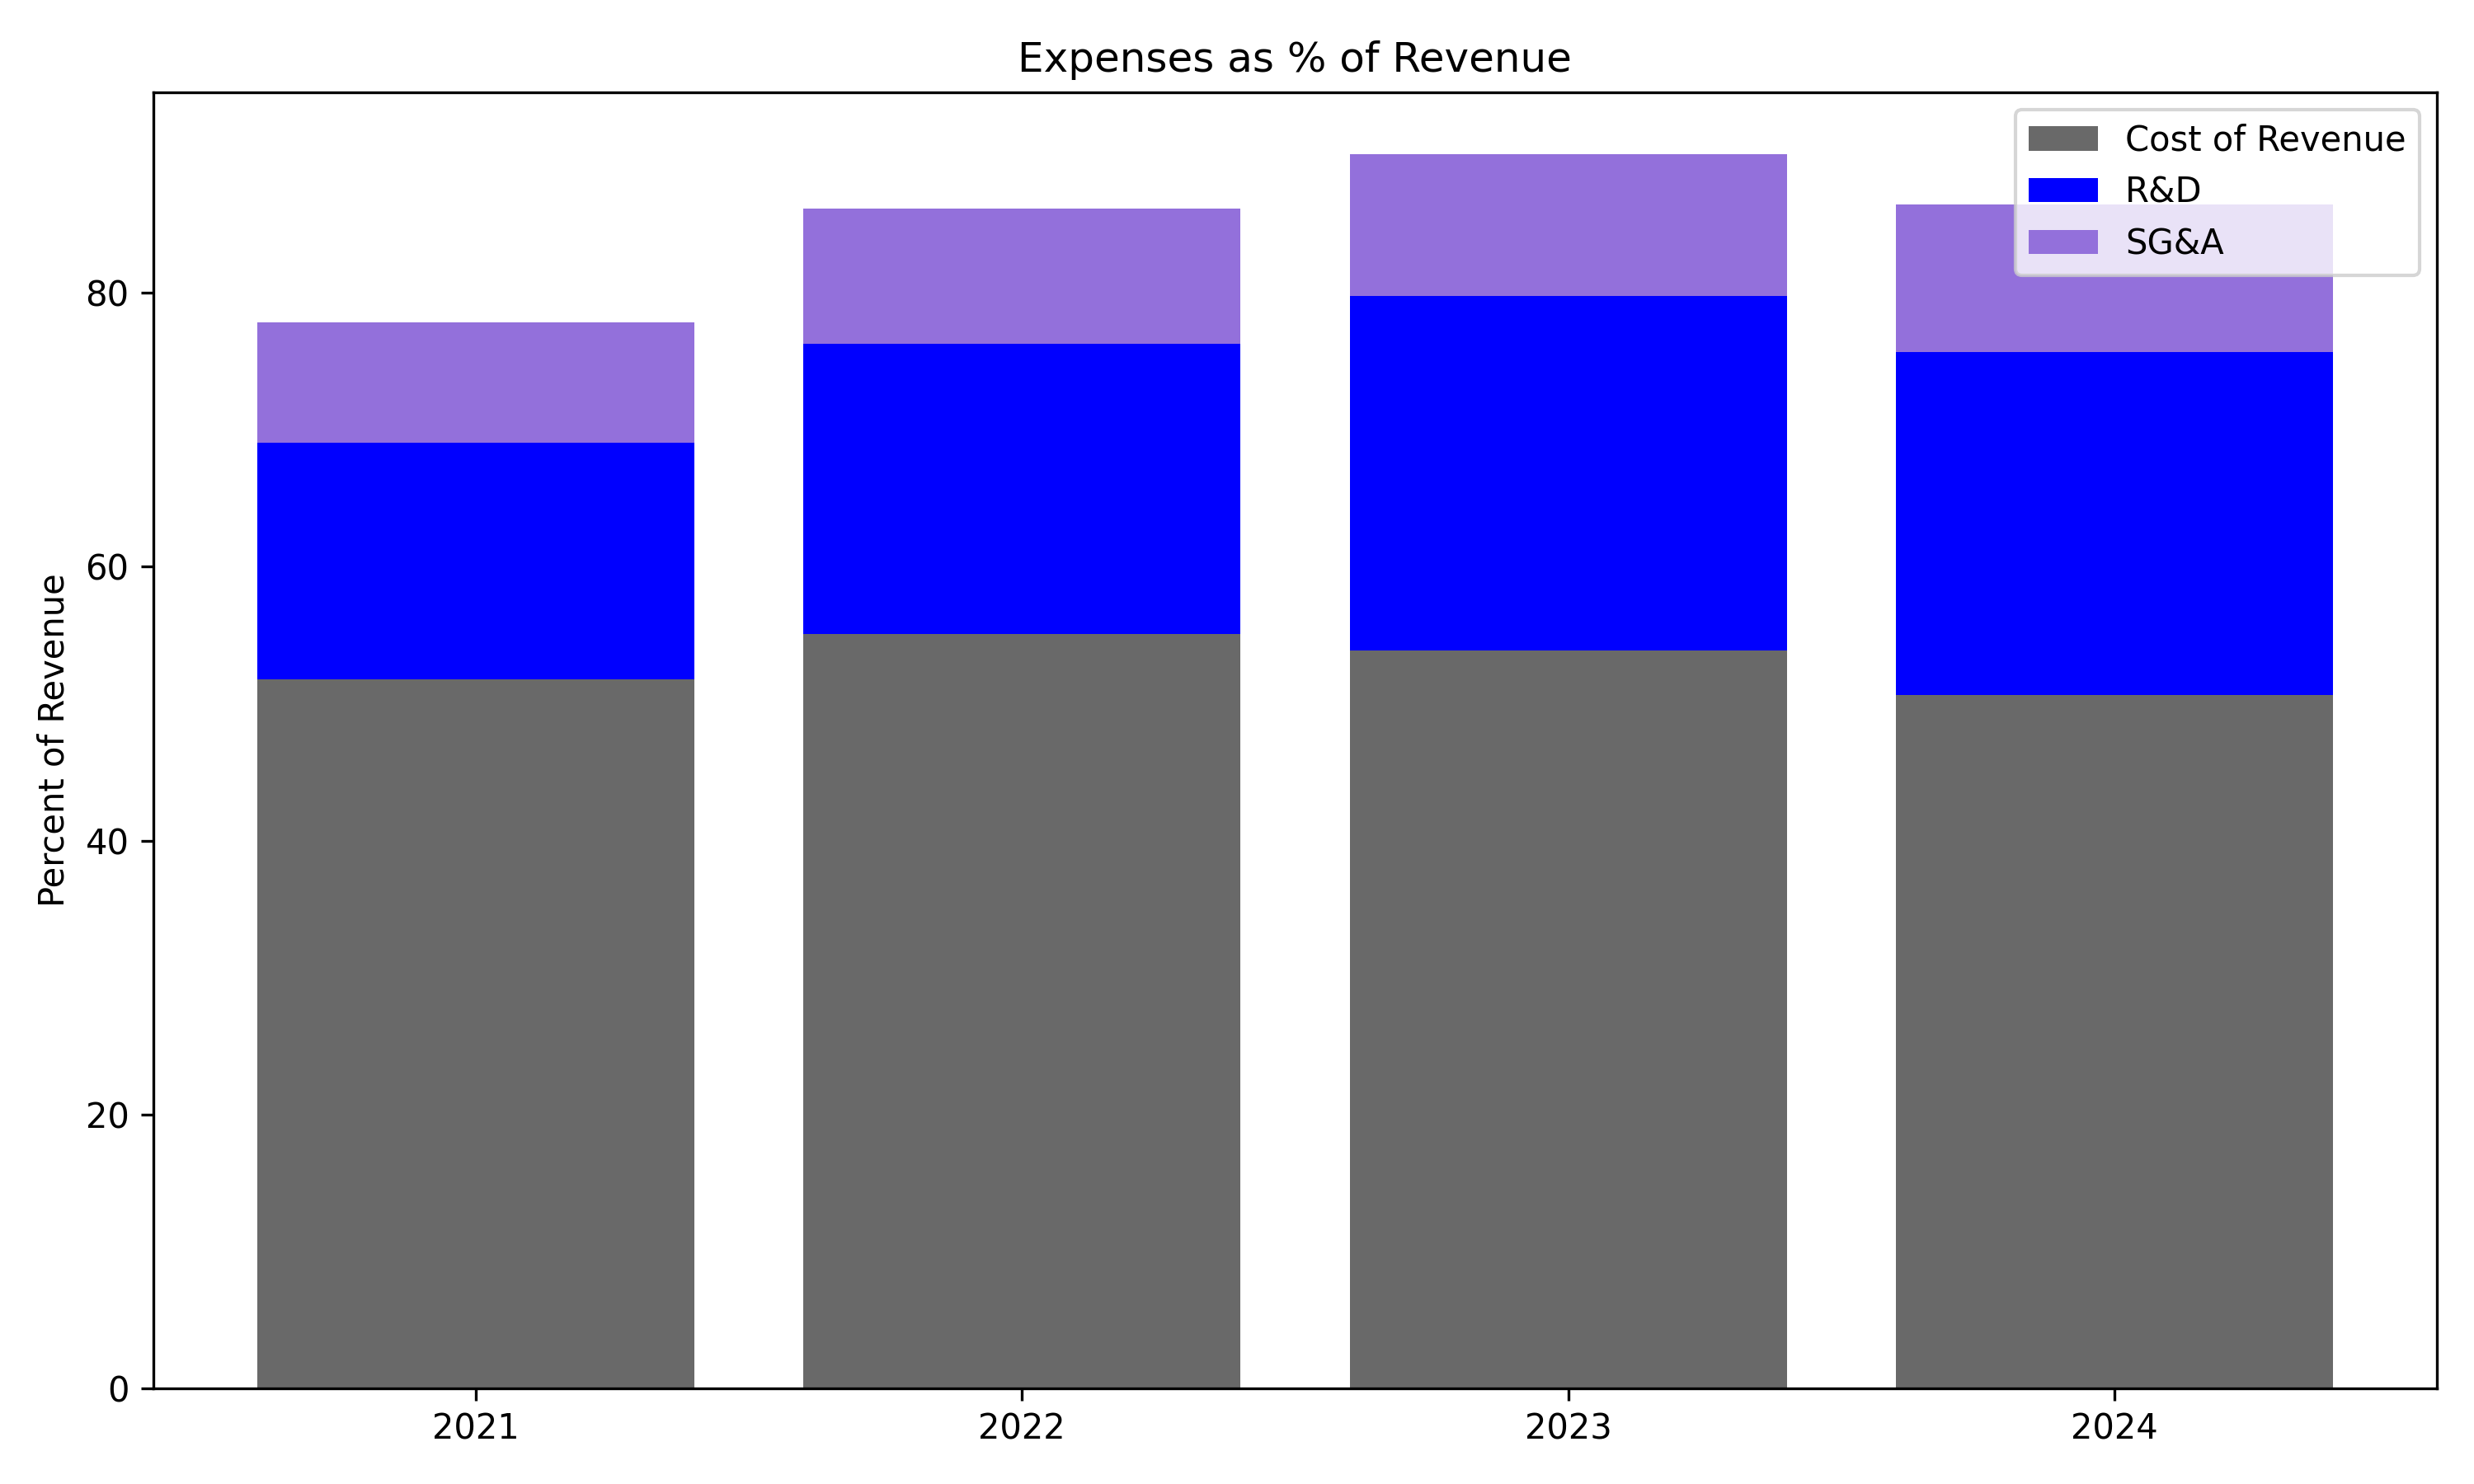 Expenses as % of Revenue
Cost of Revenue
R&D
SG&A
Percent of Revenue
80
60
40
20
0
2021
2022
2023
2024